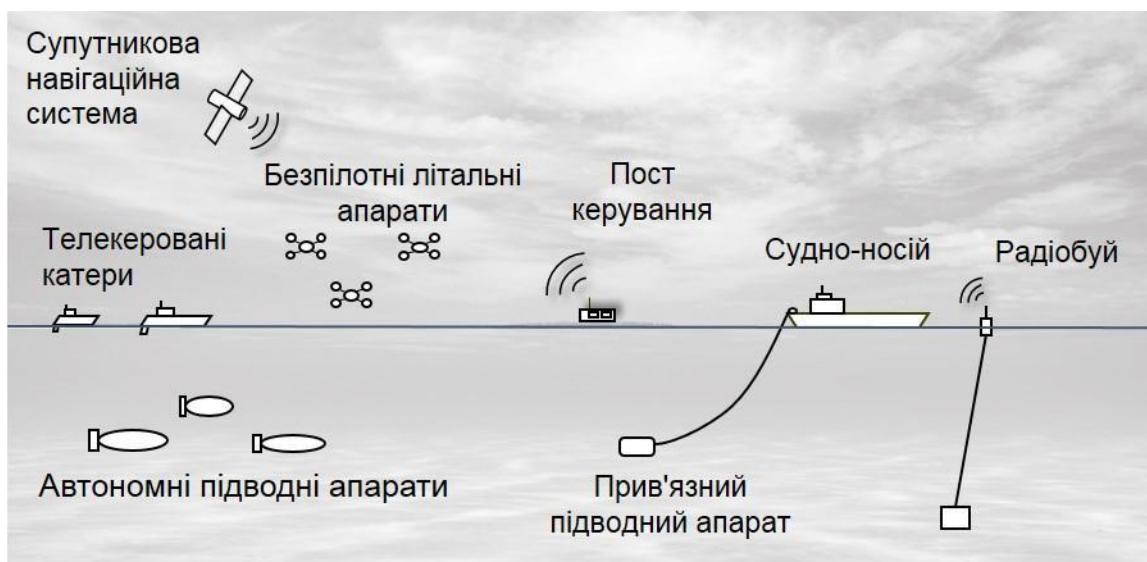 Супутникова
навігаційна
система
Безпілотні літальні
апарати
Пост
керування
Телекеровані
катери
Судно-носій
Радіобуй
Автономні підводні апарати
Прив'язний
підводний апарат